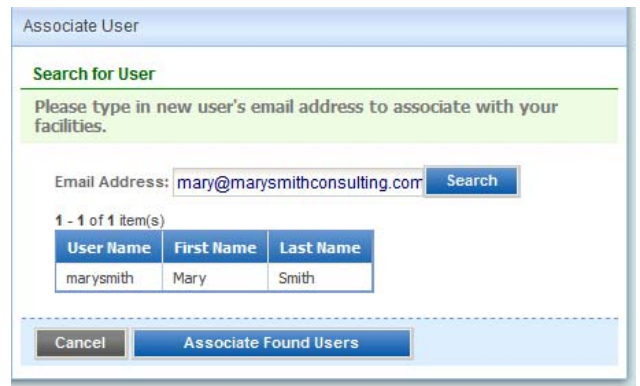 Associate User
Search for User
Please type in new user's email address to associate with your
facilities.
Email Address: mary@marysmithconsulting.com Search
1 - 1 of 1 item(s)
User Name First Name Last Name
marysmith Mary Smith
Cancel Associate Found Users